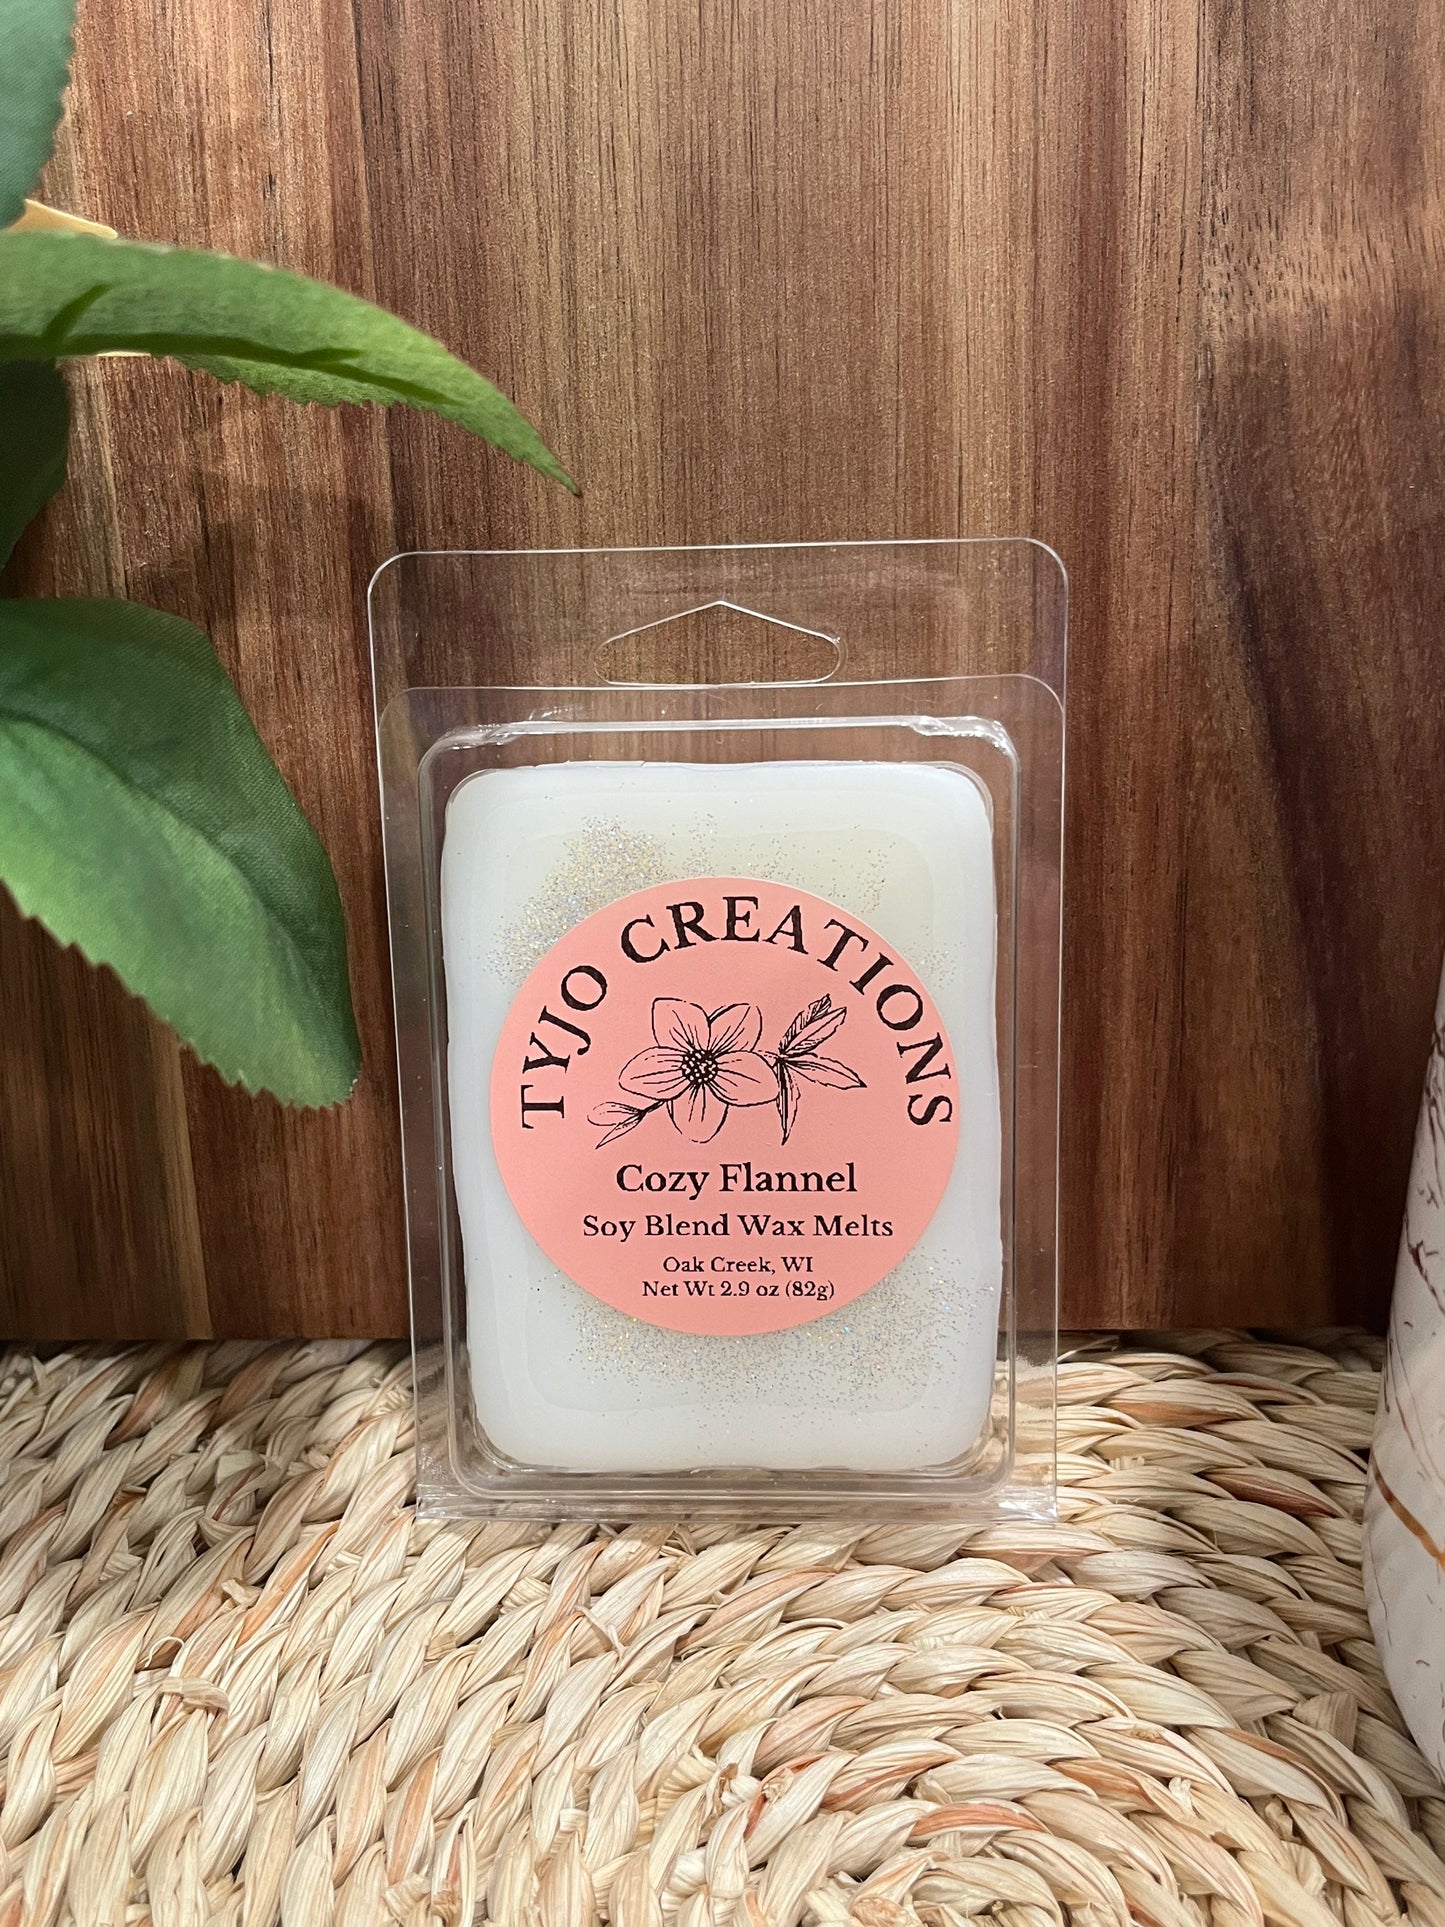 TYJO CREATIONS
Cozy Flannel
Soy Blend Wax Melts
Oak Creek, WI
Net Wt 2.9 oz (82g)